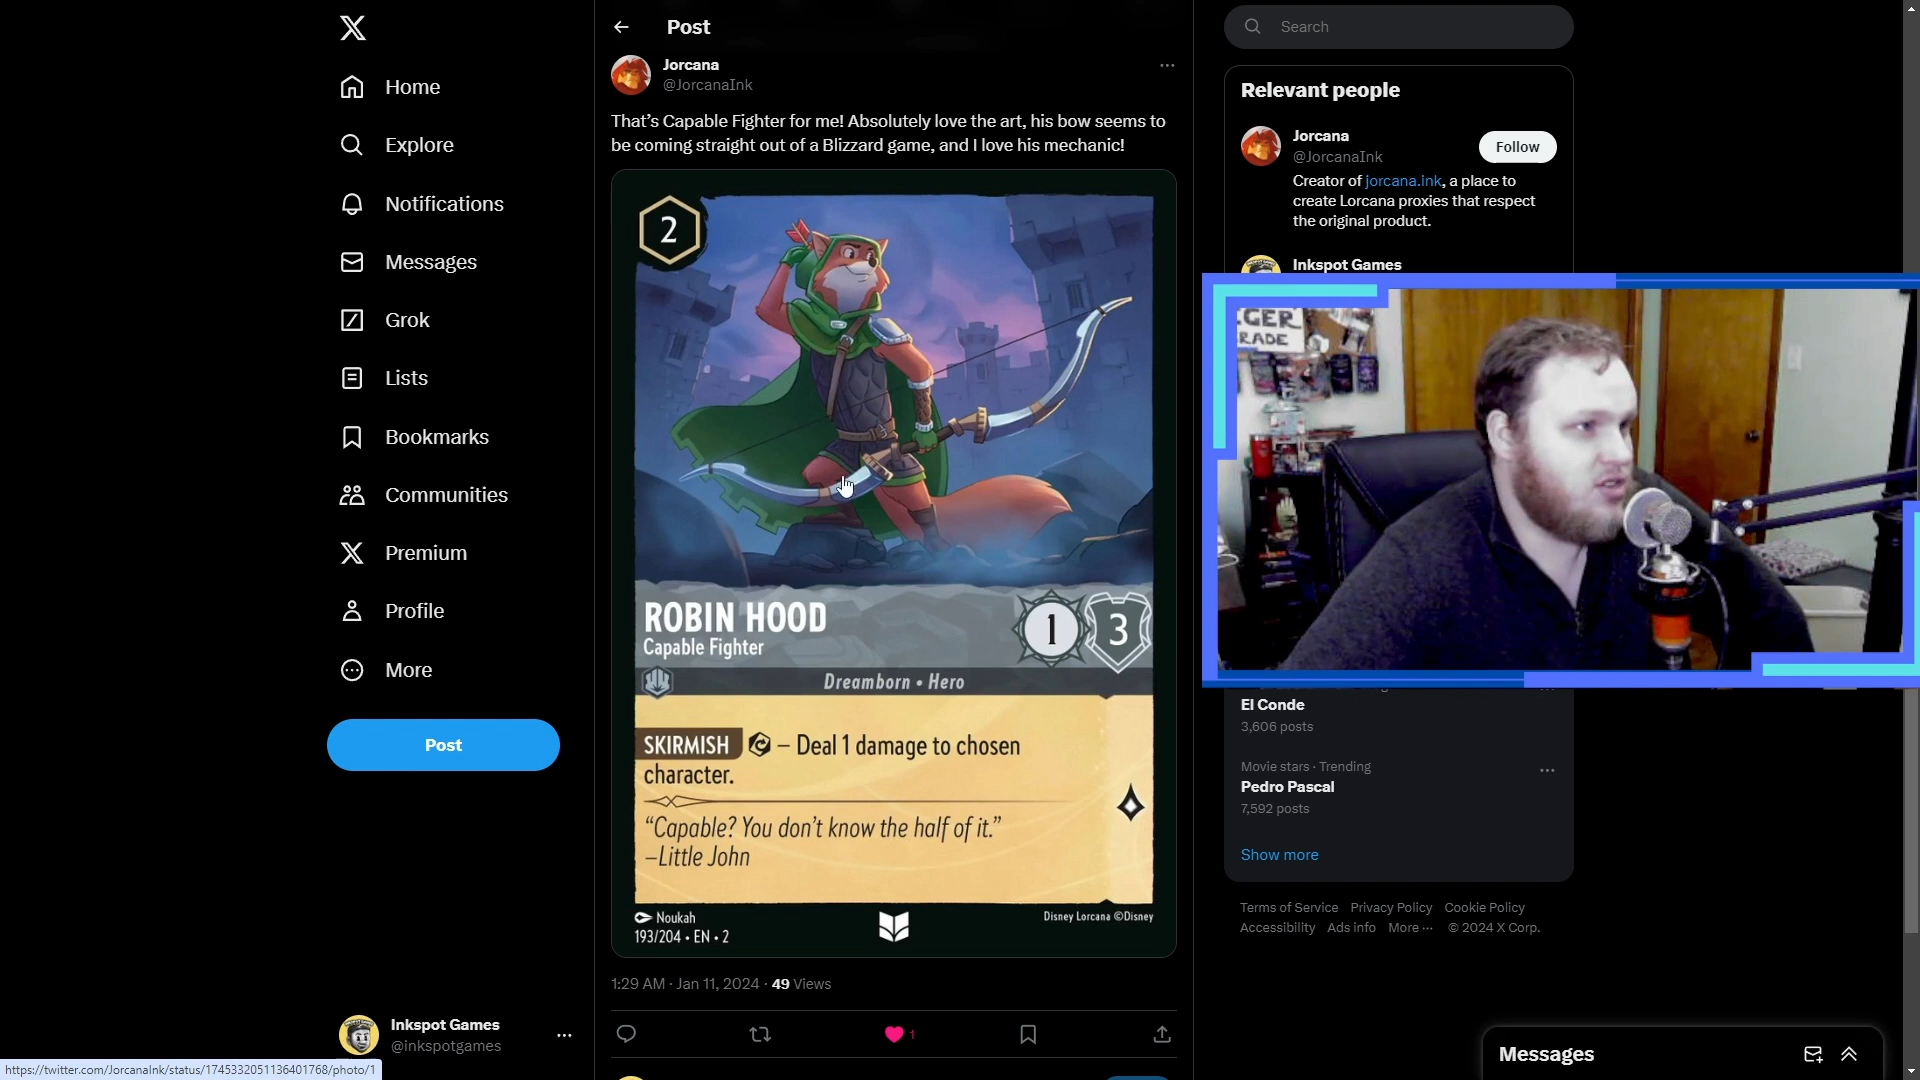 Home
Explore
Notifications
Messages
Grok
Lists
Bookmarks
Communities
Premium
Profile
More
Post
Inkspot Games
@inkspotgames
https://twitter.com/JorcanaInk/status/1745332051136401768/photo/1
Post
Jorcana
@JorcanaInk
That’s Capable Fighter for me! Absolutely love the art, his bow seems to
be coming straight out of a Blizzard game, and I love his mechanic!
2
ROBIN HOOD
Capable Fighter
1
3
Dreamborn • Hero
SKIRMISH – Deal 1 damage to chosen
character.
“Capable? You don’t know the half of it.”
–Little John
Noukah
193/204 • EN • 2
Disney Lorcana ©Disney
1:29 AM · Jan 11, 2024 · 49 Views
1
Search
Relevant people
Jorcana
@JorcanaInk
Follow
Creator of jorcana.ink, a place to
create Lorcana proxies that respect
the original product.
Inkspot Games
El Conde
3,606 posts
Movie stars · Trending
Pedro Pascal
7,592 posts
Show more
Terms of Service Privacy Policy Cookie Policy
Accessibility Ads info More ··· © 2024 X Corp.
Messages